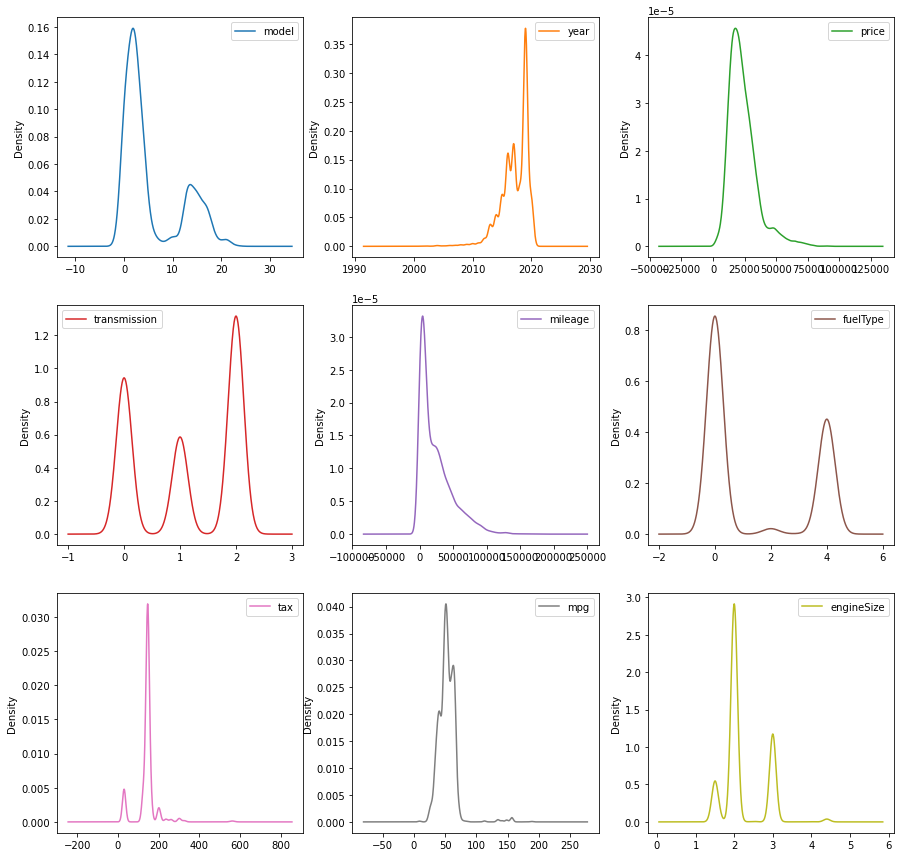 model
Density
0.00 0.02 0.04 0.06 0.08 0.10 0.12 0.14 0.16
−10 0 10 20 30
year
Density
0.00 0.05 0.10 0.15 0.20 0.25 0.30 0.35
1990 2000 2010 2020 2030
1e−5
price
Density
0 1 2 3 4
−50000 −25000 0 25000 50000 75000 100000 125000
transmission
Density
0.0 0.2 0.4 0.6 0.8 1.0 1.2
−1 0 1 2 3
1e−5
mileage
Density
0.0 0.5 1.0 1.5 2.0 2.5 3.0
−100000 −50000 0 50000 100000 150000 200000 250000
fuelType
Density
0.0 0.2 0.4 0.6 0.8
−2 0 2 4 6
tax
Density
0.000 0.005 0.010 0.015 0.020 0.025 0.030
−200 0 200 400 600 800
mpg
Density
0.000 0.005 0.010 0.015 0.020 0.025 0.030 0.035 0.040
−50 0 50 100 150 200 250
engineSize
Density
0.0 0.5 1.0 1.5 2.0 2.5 3.0
0 1 2 3 4 5 6